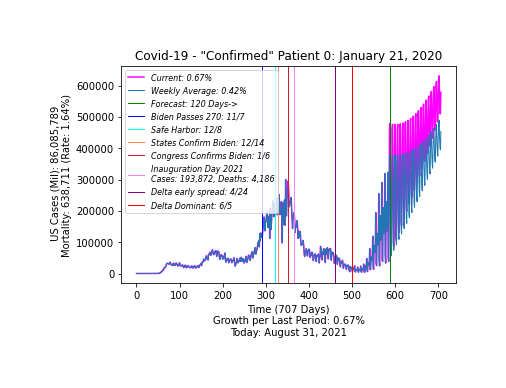 Covid-19 - "Confirmed" Patient 0: January 21, 2020
US Cases (Mil): 86,085,789
Mortality: 638,711 (Rate: 1.64%)
600000
500000
400000
300000
200000
100000
0
Current: 0.67%
Weekly Average: 0.42%
Forecast: 120 Days->
Biden Passes 270: 11/7
Safe Harbor: 12/8
States Confirm Biden: 12/14
Congress Confirms Biden: 1/6
Inauguration Day 2021
Cases: 193,872, Deaths: 4,186
Delta early spread: 4/24
Delta Dominant: 6/5
0 100 200 300 400 500 600 700
Time (707 Days)
Growth per Last Period: 0.67%
Today: August 31, 2021